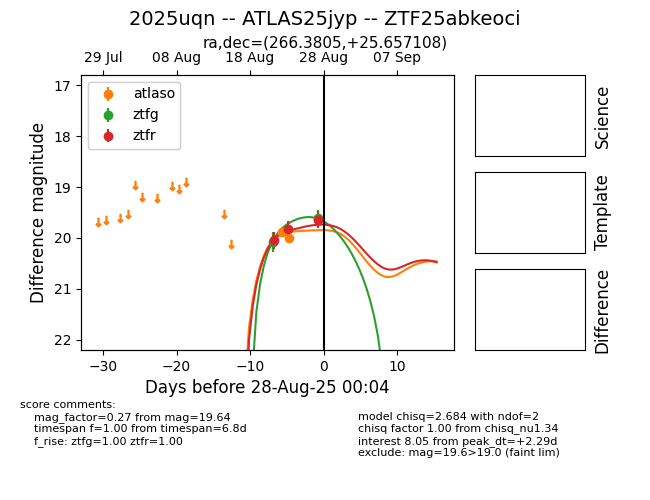 2025uqn -- ATLAS25jyp -- ZTF25abkeoci
ra,dec=(266.3805,+25.657108)
29 Jul 08 Aug 18 Aug 28 Aug 07 Sep
atlaso
ztfg
ztfr
17
18
19
20
21
22
Difference magnitude
−30 −20 −10 0 10
Days before 28-Aug-25 00:04
Science
Template
Difference
score comments:
mag_factor=0.27 from mag=19.64
timespan f=1.00 from timespan=6.8d
f_rise: ztfg=1.00 ztfr=1.00
model chisq=2.684 with ndof=2
chisq factor 1.00 from chisq_nu1.34
interest 8.05 from peak_dt=+2.29d
exclude: mag=19.6>19.0 (faint lim)